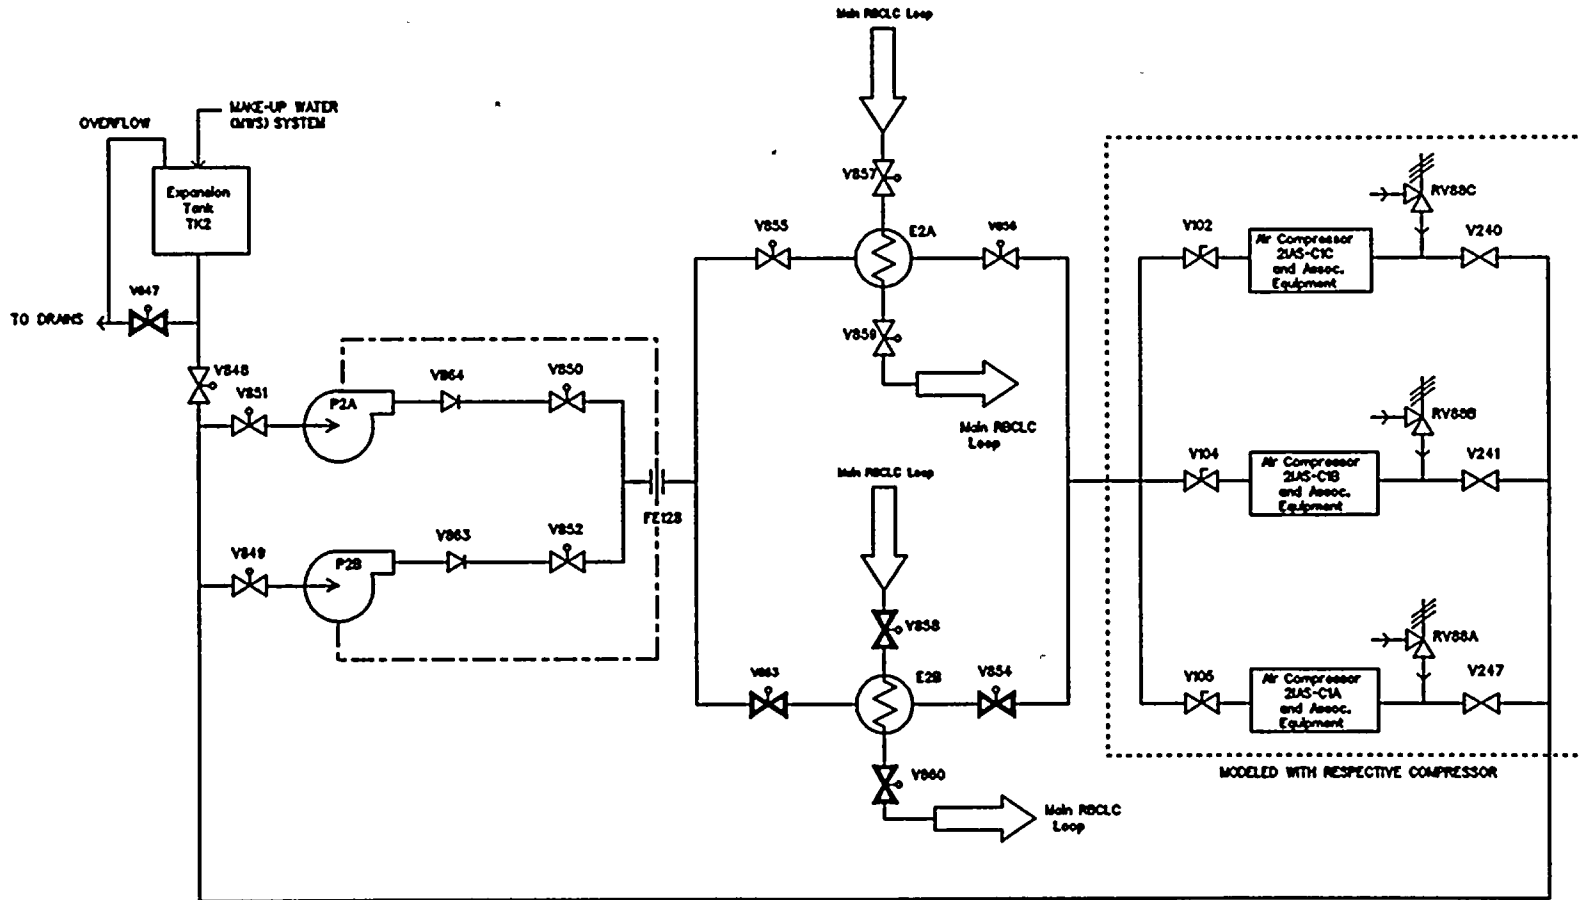 Main RBCLC Loop
MAKE-UP WATER
(MWS) SYSTEM
OVERFLOW
Expansion
Tank
TK2
V847
TO DRAINS
V848
V851
P2A
V864
V850
FE128
V849
P2B
V863
V852
V857
V855
E2A
V856
V859
Main RBCLC
Loop
Main RBCLC Loop
V858
V853
E2B
V854
V860
Main RBCLC
Loop
V102
Air Compressor
2IAS-C1C
and Assoc.
Equipment
RV88C
V240
V104
Air Compressor
2IAS-C1B
and Assoc.
Equipment
RV88B
V241
V105
Air Compressor
2IAS-C1A
and Assoc.
Equipment
RV88A
V247
MODELED WITH RESPECTIVE COMPRESSOR